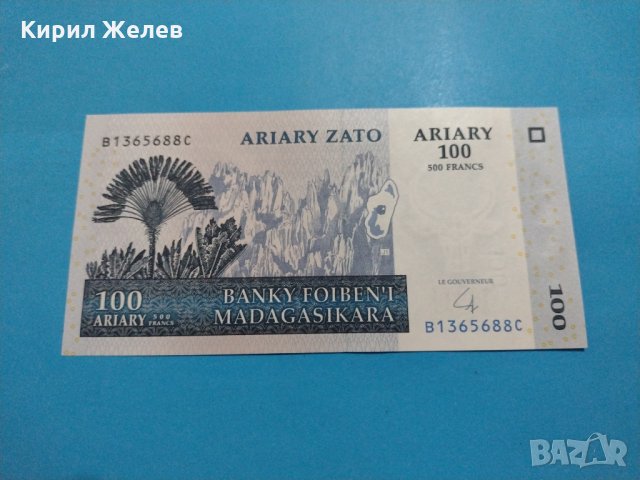 Кирил Желев
B1365688C
ARIARY ZATO
ARIARY
100
500 FRANCS
LE GOUVERNEUR
B1365688C
100
ARIARY 500 FRANCS
BANKY FOIBEN'I
MADAGASIKARA
100
BAZAR